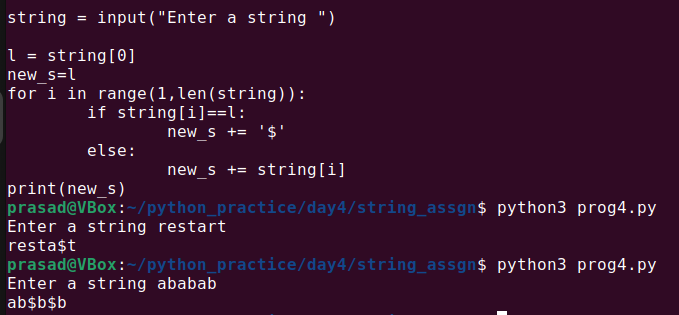 string = input("Enter a string ")

l = string[0]
new_s=l
for i in range(1,len(string)):
        if string[i]==l:
                new_s += '$'
        else:
                new_s += string[i]
print(new_s)
prasad@VBox:~/python_practice/day4/string_assgn$ python3 prog4.py
Enter a string restart
resta$t
prasad@VBox:~/python_practice/day4/string_assgn$ python3 prog4.py
Enter a string ababab
ab$b$b